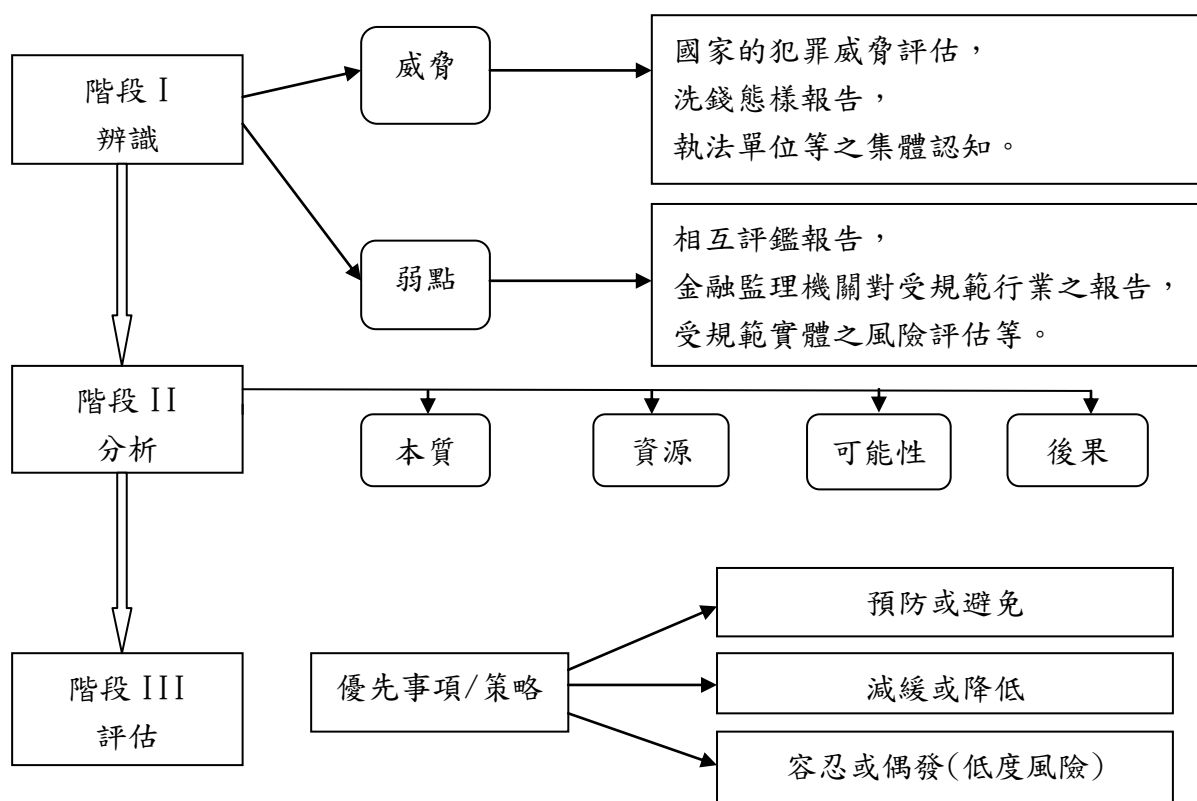 階段 I
辨識
威脅
國家的犯罪威脅評估，
洗錢態樣報告，
執法單位等之集體認知。
弱點
相互評鑑報告，
金融監理機關對受規範行業之報告，
受規範實體之風險評估等。
階段 II
分析
本質
資源
可能性
後果
階段 III
評估
優先事項/策略
預防或避免
減緩或降低
容忍或偶發(低度風險)